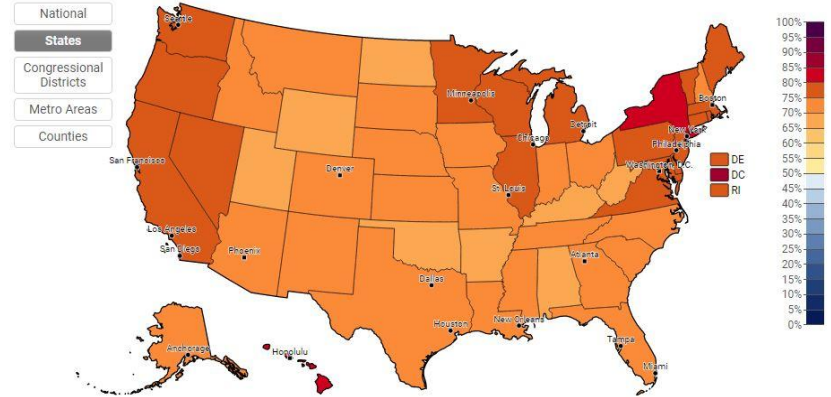 National
States
Congressional
Districts
Metro Areas
Counties
Seattle
Minneapolis
Boston
Detroit
Chicago
New York
Philadelphia
Washington, D.C.
San Francisco
Denver
St. Louis
Los Angeles
San Diego
Phoenix
Atlanta
Dallas
Houston
New Orleans
Tampa
Miami
Anchorage
Honolulu
DE
DC
RI
100%
95%
90%
85%
80%
75%
70%
65%
60%
55%
50%
45%
40%
35%
30%
25%
20%
15%
10%
5%
0%